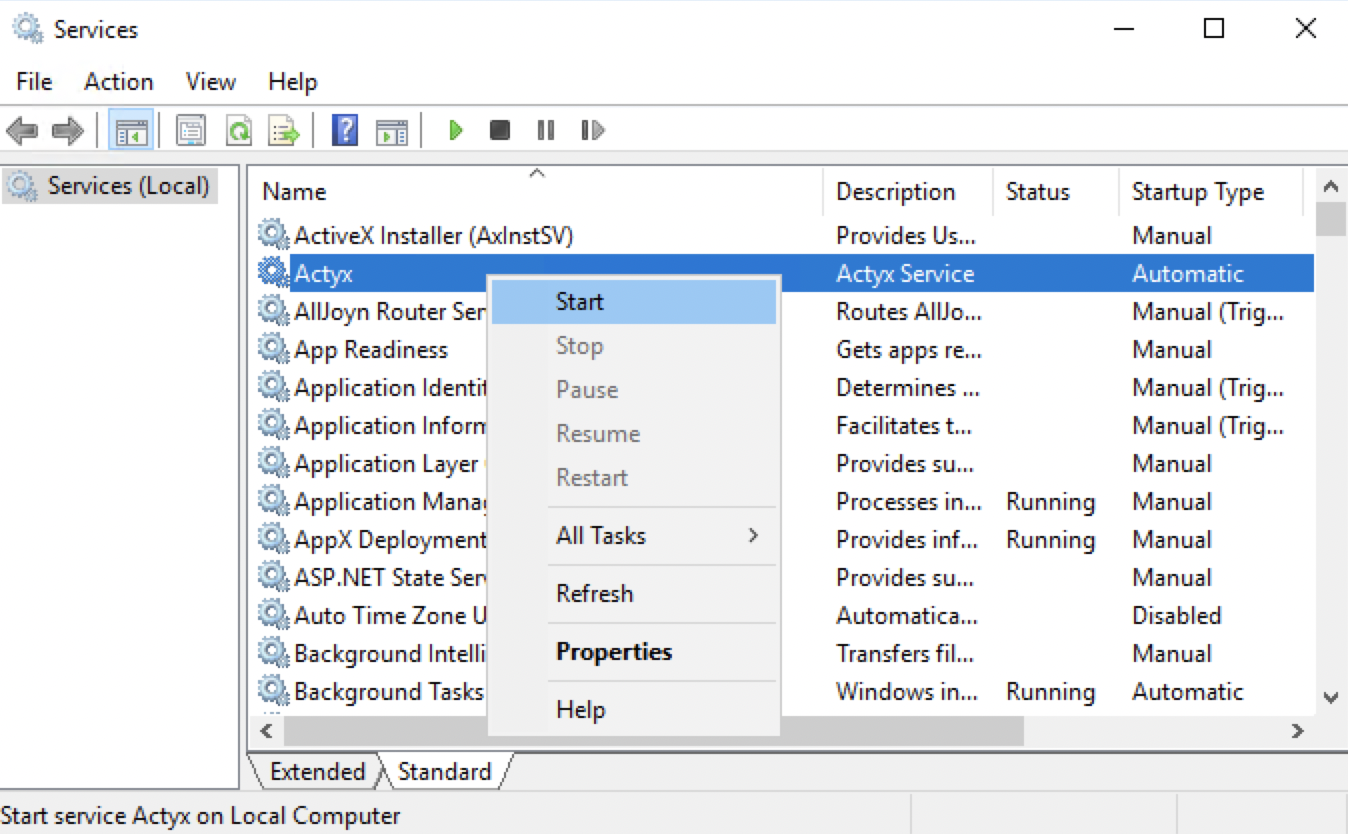 Services
File Action View Help
Services (Local)
Name Description Status Startup Type
ActiveX Installer (AxInstSV) Provides Us... Manual
Actyx Actyx Service Automatic
AllJoyn Router Ser Routes AllJo... Manual (Trig...
App Readiness Gets apps re... Manual
Application Identit Determines ... Manual (Trig...
Application Inform Facilitates t... Manual (Trig...
Application Layer Provides su... Manual
Application Manag Processes in... Running Manual
AppX Deployment Provides inf... Running Manual
ASP.NET State Serv Provides su... Manual
Auto Time Zone U Automatica... Disabled
Background Intelli Transfers fil... Manual
Background Tasks Windows in... Running Automatic
Start
Stop
Pause
Resume
Restart
All Tasks
Refresh
Properties
Help
Extended Standard
Start service Actyx on Local Computer